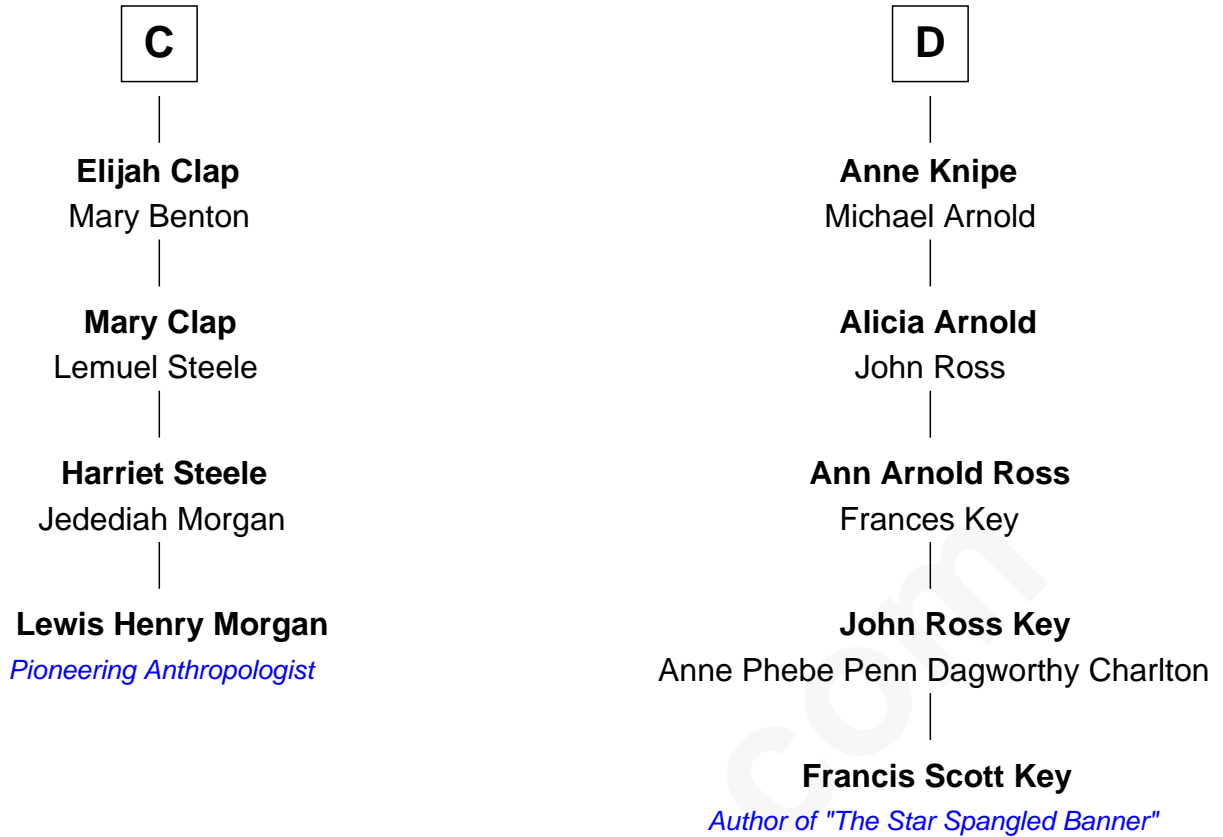 C
Elijah Clap
Mary Benton
Mary Clap
Lemuel Steele
Harriet Steele
Jedediah Morgan
Lewis Henry Morgan
Pioneering Anthropologist
D
Anne Knipe
Michael Arnold
Alicia Arnold
John Ross
Ann Arnold Ross
Frances Key
John Ross Key
Anne Phebe Penn Dagworthy Charlton
Francis Scott Key
Author of "The Star Spangled Banner"
com